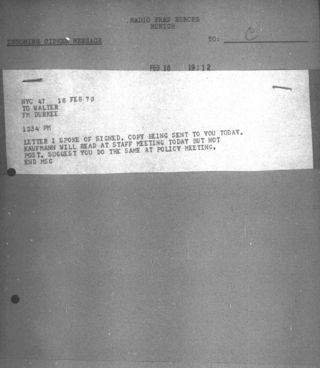 RADIO FREE EUROPE
MUNICH
INCOMING CIPHER MESSAGE
TO: C
FEB 16 19:12
NYC 47 16 FEB 70
TO WALTER
FM DURKEE
1334 PM
LETTER I SPOKE OF SIGNED, COPY BEING SENT TO YOU TODAY.
KAUFMANN WILL READ AT STAFF MEETING TODAY BUT NOT
POST. SUGGEST YOU DO THE SAME AT POLICY MEETING.
END MSG